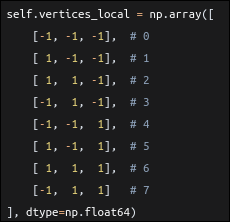 self.vertices_local = np.array([
    [-1, -1, -1],  # 0
    [ 1, -1, -1],  # 1
    [ 1,  1, -1],  # 2
    [-1,  1, -1],  # 3
    [-1, -1,  1],  # 4
    [ 1, -1,  1],  # 5
    [ 1,  1,  1],  # 6
    [-1,  1,  1]   # 7
], dtype=np.float64)